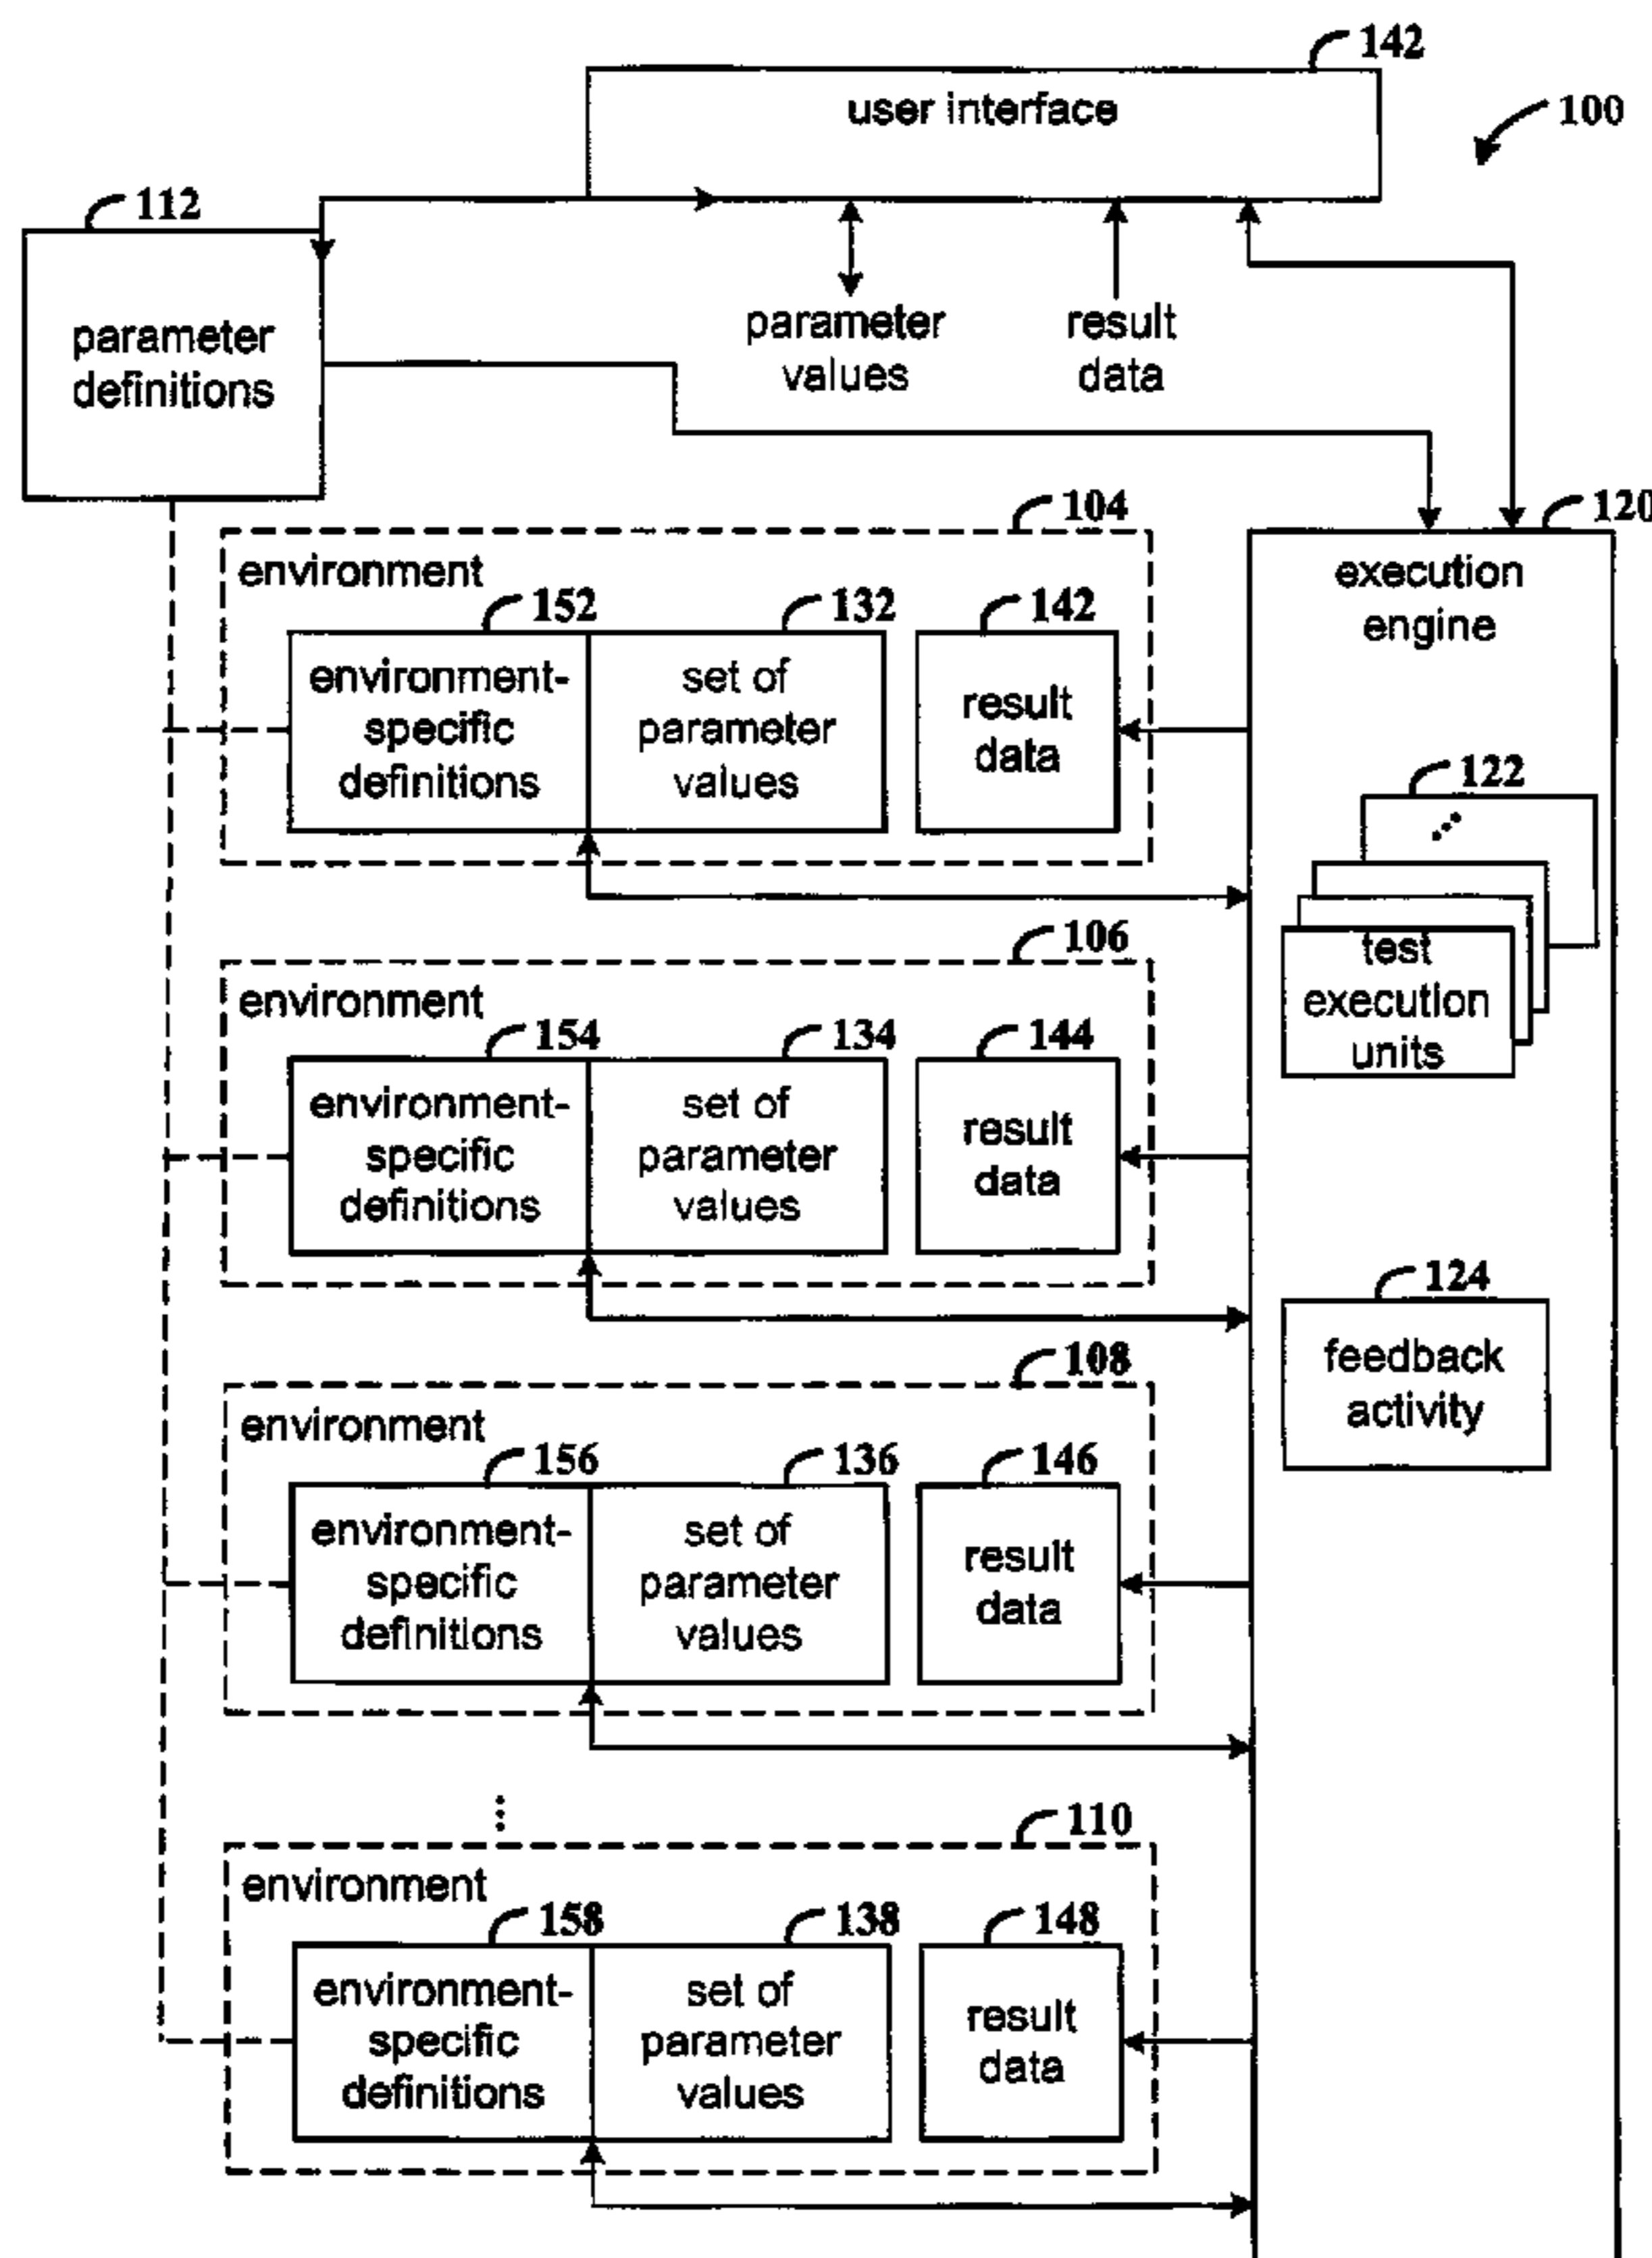 142
user interface
100
112
parameter
definitions
parameter
values
result
data
104
120
environment
execution
engine
152
132
142
environment-
specific
definitions
set of
parameter
values
result
data
122
...
test
execution
units
106
environment
154
134
144
environment-
specific
definitions
set of
parameter
values
result
data
124
feedback
activity
108
environment
156
136
146
environment-
specific
definitions
set of
parameter
values
result
data
...
110
environment
158
138
148
environment-
specific
definitions
set of
parameter
values
result
data